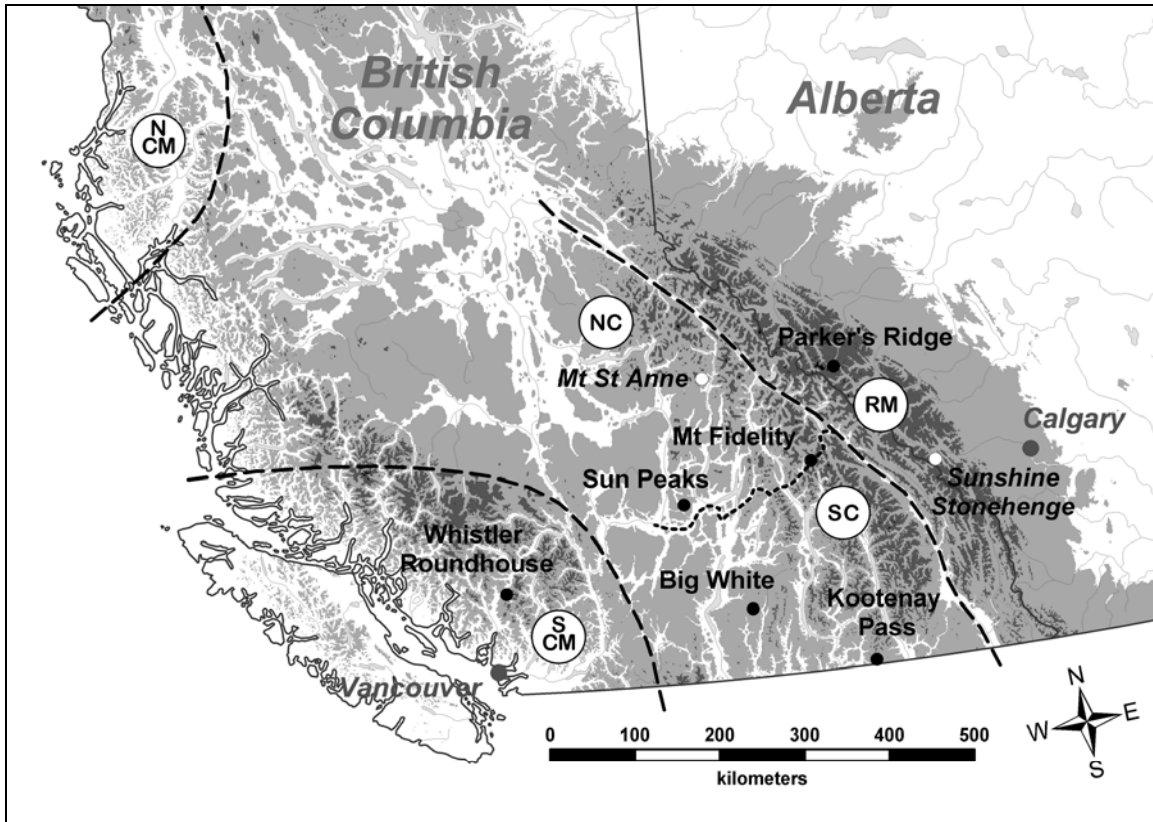 British
Columbia
Alberta
N
CM
NC
Parker's Ridge
Mt St Anne
RM
Calgary
Mt Fidelity
Sun Peaks
Sunshine
Stonehenge
SC
Whistler
Roundhouse
Big White
Kootenay
Pass
S
CM
Vancouver
N
W E
S
0 100 200 300 400 500
kilometers